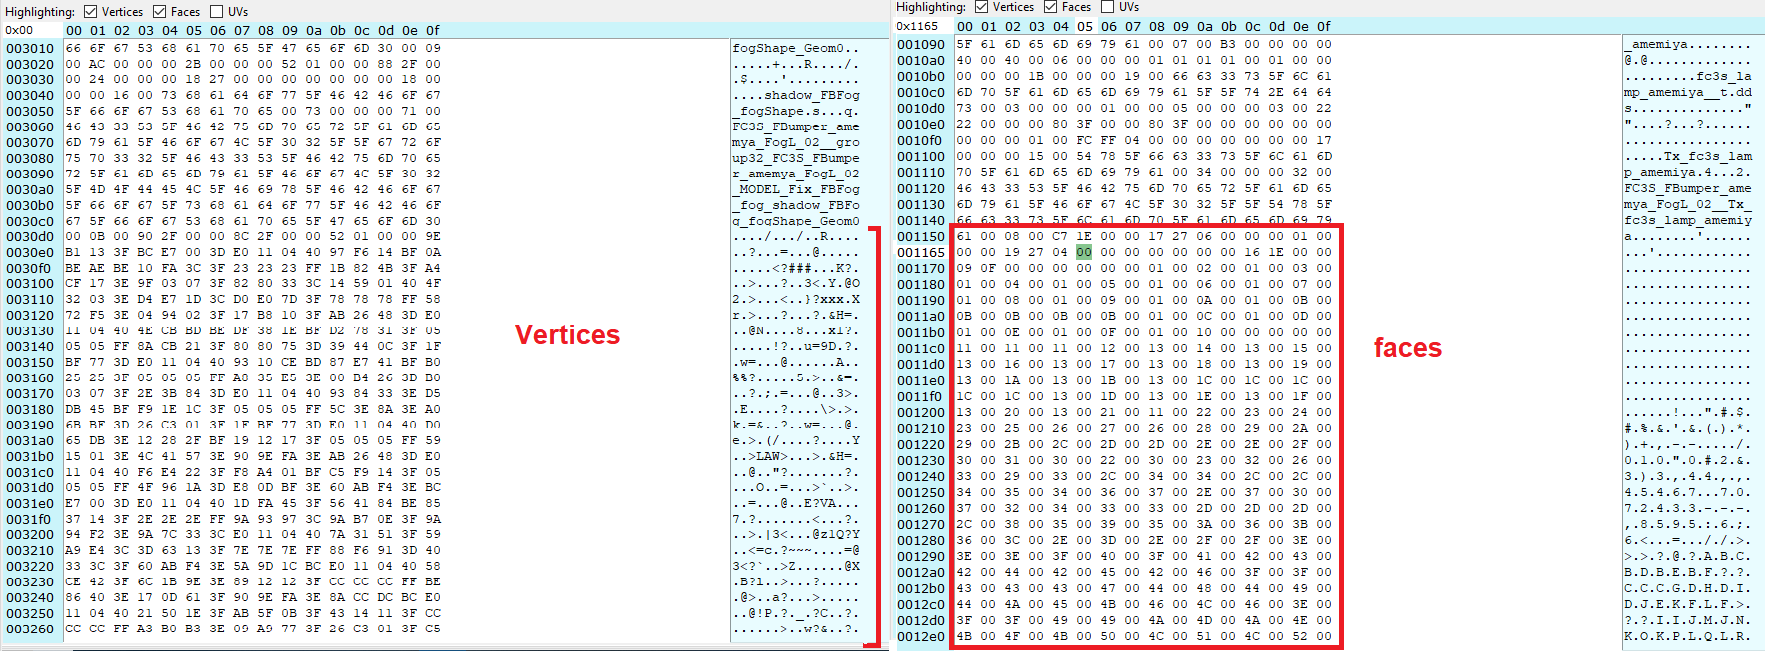 Highlighting: Vertices Faces UVs
0x00 00 01 02 03 04 05 06 07 08 09 0a 0b 0c 0d 0e 0f
003010 66 6F 67 53 68 61 70 65 5F 47 65 6F 6D 30 00 09 fogShape_Geom0..
003020 00 AC 00 00 00 2B 00 00 00 52 01 00 00 88 2F 00 .....+...R..../.
003030 00 24 00 00 00 18 27 00 00 00 00 00 00 00 18 00 .$....'.........
003040 00 00 16 00 73 68 61 64 6F 77 5F 46 42 46 6F 67 ....shadow_FBFog
003050 5F 66 6F 67 53 68 61 70 65 00 73 00 00 00 71 00 _fogShape.s...q.
003060 46 43 33 53 5F 46 42 75 6D 70 65 72 5F 61 6D 65 FC3S_FBumper_ame
003070 6D 79 61 5F 46 6F 67 4C 5F 30 32 5F 5F 67 72 6F mya_FogL_02__gro
003080 75 70 33 32 5F 46 43 33 53 5F 46 42 75 6D 70 65 up32_FC3S_FBumpe
003090 72 5F 61 6D 65 6D 79 61 5F 46 6F 67 4C 5F 30 32 r_amemya_FogL_02
0030a0 5F 4D 4F 44 45 4C 5F 46 69 78 5F 46 42 46 6F 67 _MODEL_Fix_FBFog
0030b0 5F 66 6F 67 5F 73 68 61 64 6F 77 5F 46 42 46 6F _fog_shadow_FBFo
0030c0 67 5F 66 6F 67 53 68 61 70 65 5F 47 65 6F 6D 30 g_fogShape_Geom0
0030d0 00 0B 00 90 2F 00 00 8C 2F 00 00 52 01 00 00 9E ..../.../..R....
0030e0 B1 13 3F BC E7 00 3D E0 11 04 40 97 F6 14 BF 0A ..?...=...@.....
0030f0 BE AE BE 10 FA 3C 3F 23 23 23 FF 1B 82 4B 3F A4 .....<?###...K?.
003100 CF 17 3E 9F 03 07 3F 82 80 33 3C 14 59 01 40 4F ..>...?..3<.Y.@O
003110 32 03 3E D4 E7 1D 3C D0 E0 7D 3F 78 78 78 FF 58 2.>...<..}?xxx.X
003120 72 F5 3E 04 94 02 3F 17 B8 10 3F AB 26 48 3D E0 r.>...?...?.&H=.
003130 11 04 40 4E CB BD BE DF 38 1E BF D2 78 31 3F 05 ..@N....8...x1?.
003140 05 05 FF 8A CB 21 3F 80 80 75 3D 39 44 0C 3F 1F .....!?..u=9D.?.
003150 BF 77 3D E0 11 04 40 93 10 CE BD 87 E7 41 BF B0 .w=...@......A..
003160 25 25 3F 05 05 05 FF A8 35 E5 3E 00 B4 26 3D B0 %%?.....5.>..&=.
003170 03 07 3F 2E 3B 84 3D E0 11 04 40 93 84 33 3E D5 ..?.;.=...@..3>.
003180 DB 45 BF F9 1E 1C 3F 05 05 05 FF 5C 3E 8A 3E A0 .E....?....\>.>.
003190 6B BF 3D 26 C3 01 3F 1F BF 77 3D E0 11 04 40 D0 k.=&..?..w=...@.
0031a0 65 DB 3E 12 28 2F BF 19 12 17 3F 05 05 05 FF 59 e.>.(/....?....Y
0031b0 15 01 3E 4C 41 57 3E 90 9E FA 3E AB 26 48 3D E0 ..>LAW>...>.&H=.
0031c0 11 04 40 F6 E4 22 3F F8 A4 01 BF C5 F9 14 3F 05 ..@.."?.......?.
0031d0 05 05 FF 4F 96 1A 3D E8 0D BF 3E 60 AB F4 3E BC ...O..=...>`..>.
0031e0 E7 00 3D E0 11 04 40 1D FA 45 3F 56 41 84 BE 85 ..=...@..E?VA...
0031f0 37 14 3F 2E 2E 2E FF 9A 93 97 3C 9A B7 0E 3F 9A 7.?.......<...?.
003200 94 F2 3E 9A 7C 33 3C E0 11 04 40 7A 31 51 3F 59 ..>.|3<...@z1Q?Y
003210 A9 E4 3C 3D 63 13 3F 7E 7E 7E FF 88 F6 91 3D 40 ..<=c.?~~~....=@
003220 33 3C 3F 60 AB F4 3E 5A 9D 1C BC E0 11 04 40 58 3<?`..>Z......@X
003230 CE 42 3F 6C 1B 9E 3E 89 12 12 3F CC CC CC FF BE .B?l..>...?.....
003240 86 40 3E 17 0D 61 3F 90 9E FA 3E 8A CC DC BC E0 .@>..a?...>.....
003250 11 04 40 21 50 1E 3F AB 5F 0B 3F 43 14 11 3F CC ..@!P.?._.?C..?.
003260 CC CC FF A3 B0 B3 3E 09 A9 77 3F 26 C3 01 3F C5 ......>..w?&..?.
Vertices
Highlighting: Vertices Faces UVs
0x1165 00 01 02 03 04 05 06 07 08 09 0a 0b 0c 0d 0e 0f
001090 5F 61 6D 65 6D 69 79 61 00 07 00 B3 00 00 00 00 _amemiya........
0010a0 40 00 40 00 06 00 00 00 01 01 01 01 00 01 00 00 @.@.............
0010b0 00 00 00 1B 00 00 00 19 00 66 63 33 73 5F 6C 61 .........fc3s_la
0010c0 6D 70 5F 61 6D 65 6D 69 79 61 5F 5F 74 2E 64 64 mp_amemiya__t.dd
0010d0 73 00 03 00 00 00 01 00 00 05 00 00 00 03 00 22 s.............."
0010e0 22 00 00 00 80 3F 00 00 80 3F 00 00 00 00 00 00 "....?...?......
0010f0 00 00 00 01 00 FC FF 04 00 00 00 00 00 00 00 17 ................
001100 00 00 00 15 00 54 78 5F 66 63 33 73 5F 6C 61 6D .....Tx_fc3s_lam
001110 70 5F 61 6D 65 6D 69 79 61 00 34 00 00 00 32 00 p_amemiya.4...2.
001120 46 43 33 53 5F 46 42 75 6D 70 65 72 5F 61 6D 65 FC3S_FBumper_ame
001130 6D 79 61 5F 46 6F 67 4C 5F 30 32 5F 5F 54 78 5F mya_FogL_02__Tx_
001140 66 63 33 73 5F 6C 61 6D 70 5F 61 6D 65 6D 69 79 fc3s_lamp_amemiy
001150 61 00 08 00 C7 1E 00 00 17 27 06 00 00 00 01 00 a........'......
001165 00 00 19 27 04 00 00 00 00 00 00 00 16 1E 00 00 ...'............
001170 09 0F 00 00 00 00 00 00 01 00 02 00 01 00 03 00 ................
001180 01 00 04 00 01 00 05 00 01 00 06 00 01 00 07 00 ................
001190 01 00 08 00 01 00 09 00 01 00 0A 00 01 00 0B 00 ................
0011a0 0B 00 0B 00 0B 00 0B 00 01 00 0C 00 01 00 0D 00 ................
0011b0 01 00 0E 00 01 00 0F 00 01 00 10 00 00 00 00 00 ................
0011c0 11 00 11 00 11 00 12 00 13 00 14 00 13 00 15 00 ................
0011d0 13 00 16 00 13 00 17 00 13 00 18 00 13 00 19 00 ................
0011e0 13 00 1A 00 13 00 1B 00 13 00 1C 00 1C 00 1C 00 ................
0011f0 1C 00 1C 00 13 00 1D 00 13 00 1E 00 13 00 1F 00 ................
001200 13 00 20 00 13 00 21 00 11 00 22 00 23 00 24 00 .. ...!...".#.$.
001210 23 00 25 00 26 00 27 00 26 00 28 00 29 00 2A 00 #.%.&.'.&.(.).*.
001220 29 00 2B 00 2C 00 2D 00 2D 00 2E 00 2E 00 2F 00 ).+.,.-.-...../.
001230 30 00 31 00 30 00 22 00 30 00 23 00 32 00 26 00 0.1.0.".0.#.2.&.
001240 33 00 29 00 33 00 2C 00 34 00 34 00 2C 00 2C 00 3.).3.,.4.4.,.,.
001250 34 00 35 00 34 00 36 00 37 00 2E 00 37 00 30 00 4.5.4.6.7...7.0.
001260 37 00 32 00 34 00 33 00 33 00 2D 00 2D 00 2D 00 7.2.4.3.3.-.-.-.
001270 2C 00 38 00 35 00 39 00 35 00 3A 00 36 00 3B 00 ,.8.5.9.5.:.6.;.
001280 36 00 3C 00 2E 00 3D 00 2E 00 2F 00 2F 00 3E 00 6.<...=.../././.>.
001290 3E 00 3E 00 3F 00 40 00 3F 00 41 00 42 00 43 00 >.>.?.@.?.A.B.C.
0012a0 42 00 44 00 42 00 45 00 42 00 46 00 3F 00 3F 00 B.D.B.E.B.F.?.?.
0012b0 43 00 43 00 43 00 47 00 44 00 48 00 44 00 49 00 C.C.C.G.D.H.D.I.
0012c0 44 00 4A 00 45 00 4B 00 46 00 4C 00 46 00 3E 00 D.J.E.K.F.L.F.>.
0012d0 3F 00 3F 00 49 00 49 00 4A 00 4D 00 4A 00 4E 00 ?.?.I.I.J.M.J.N.
0012e0 4B 00 4F 00 4B 00 50 00 4C 00 51 00 4C 00 52 00 K.O.K.P.L.Q.L.R.
faces